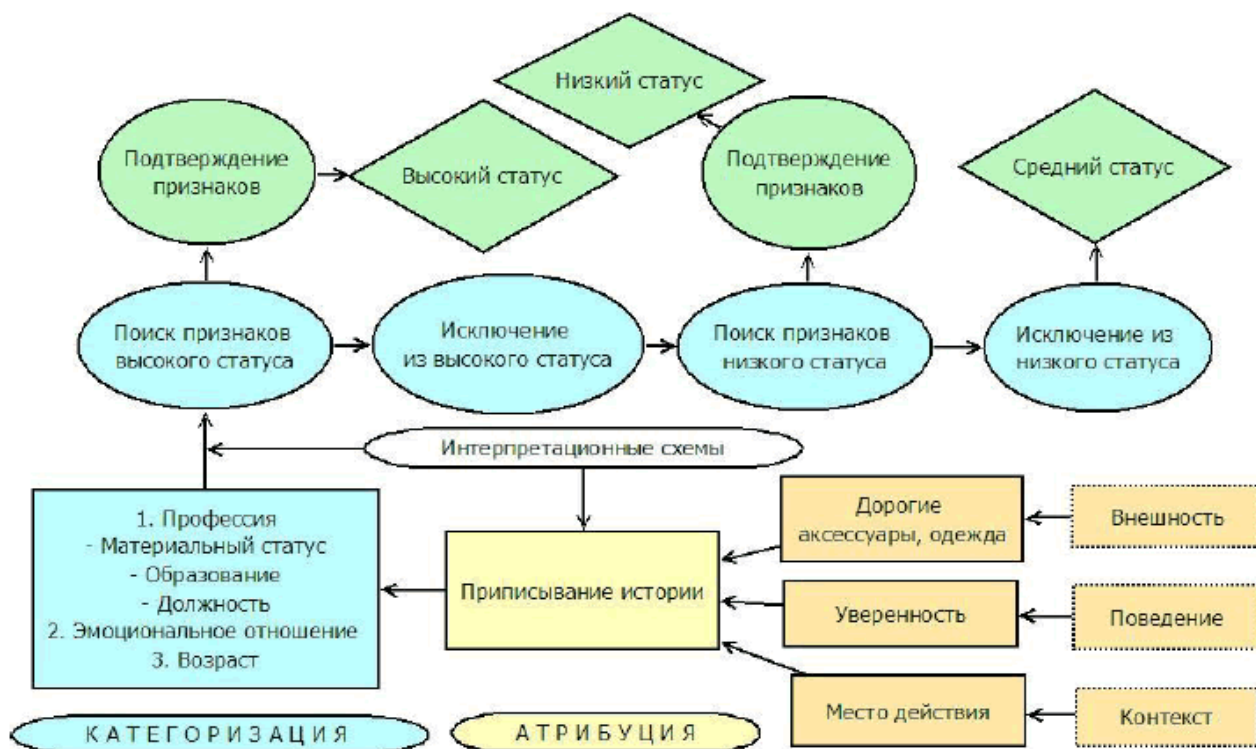 Низкий статус
Подтверждение
признаков
Высокий статус
Подтверждение
признаков
Средний статус
Поиск признаков
высокого статуса
Исключение
из высокого статуса
Поиск признаков
низкого статуса
Исключение из
низкого статуса
Интерпретационные схемы
1. Профессия
- Материальный статус
- Образование
- Должность
2. Эмоциональное отношение
3. Возраст
Приписывание истории
Дорогие
аксессуары, одежда
Внешность
Уверенность
Поведение
Место действия
Контекст
КАТЕГОРИЗАЦИЯ
АТРИБУЦИЯ